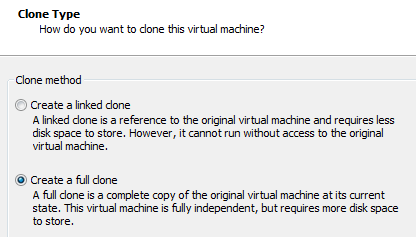 Clone Type
How do you want to clone this virtual machine?
Clone method
Create a linked clone
A linked clone is a reference to the original virtual machine and requires less
disk space to store. However, it cannot run without access to the original
virtual machine.
Create a full clone
A full clone is a complete copy of the original virtual machine at its current
state. This virtual machine is fully independent, but requires more disk space
to store.